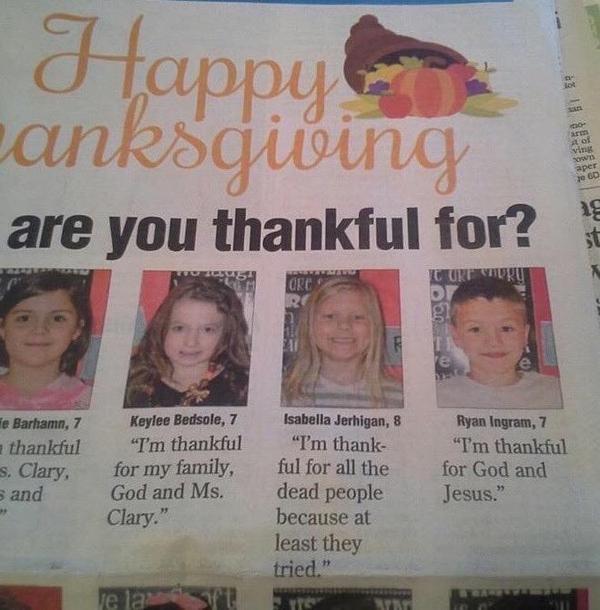 Happy
anksgiving
are you thankful for?
e Barhamn, 7
thankful
s. Clary,
s and
”
Keylee Bedsole, 7
“I'm thankful
for my family,
God and Ms.
Clary.”
Isabella Jerhigan, 8
“I'm thank-
ful for all the
dead people
because at
least they
tried.”
Ryan Ingram, 7
“I'm thankful
for God and
Jesus.”